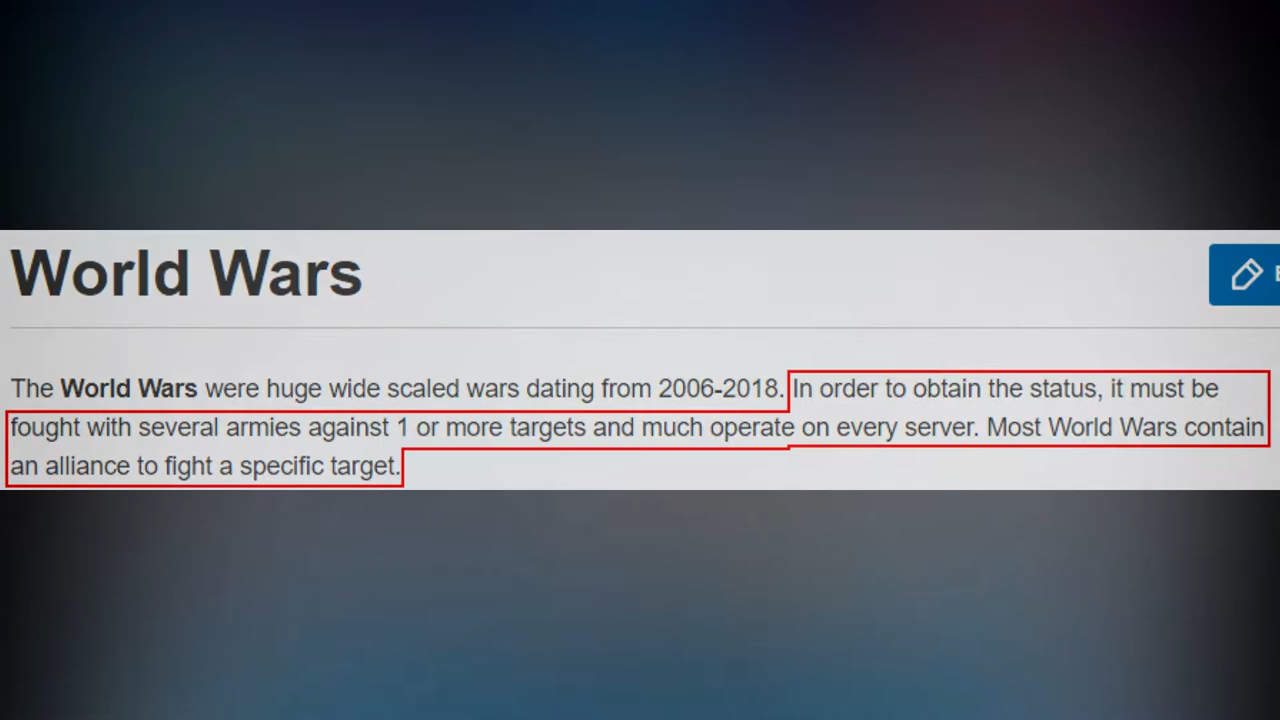 World Wars
The World Wars were huge wide scaled wars dating from 2006-2018. In order to obtain the status, it must be
fought with several armies against 1 or more targets and much operate on every server. Most World Wars contain
an alliance to fight a specific target.